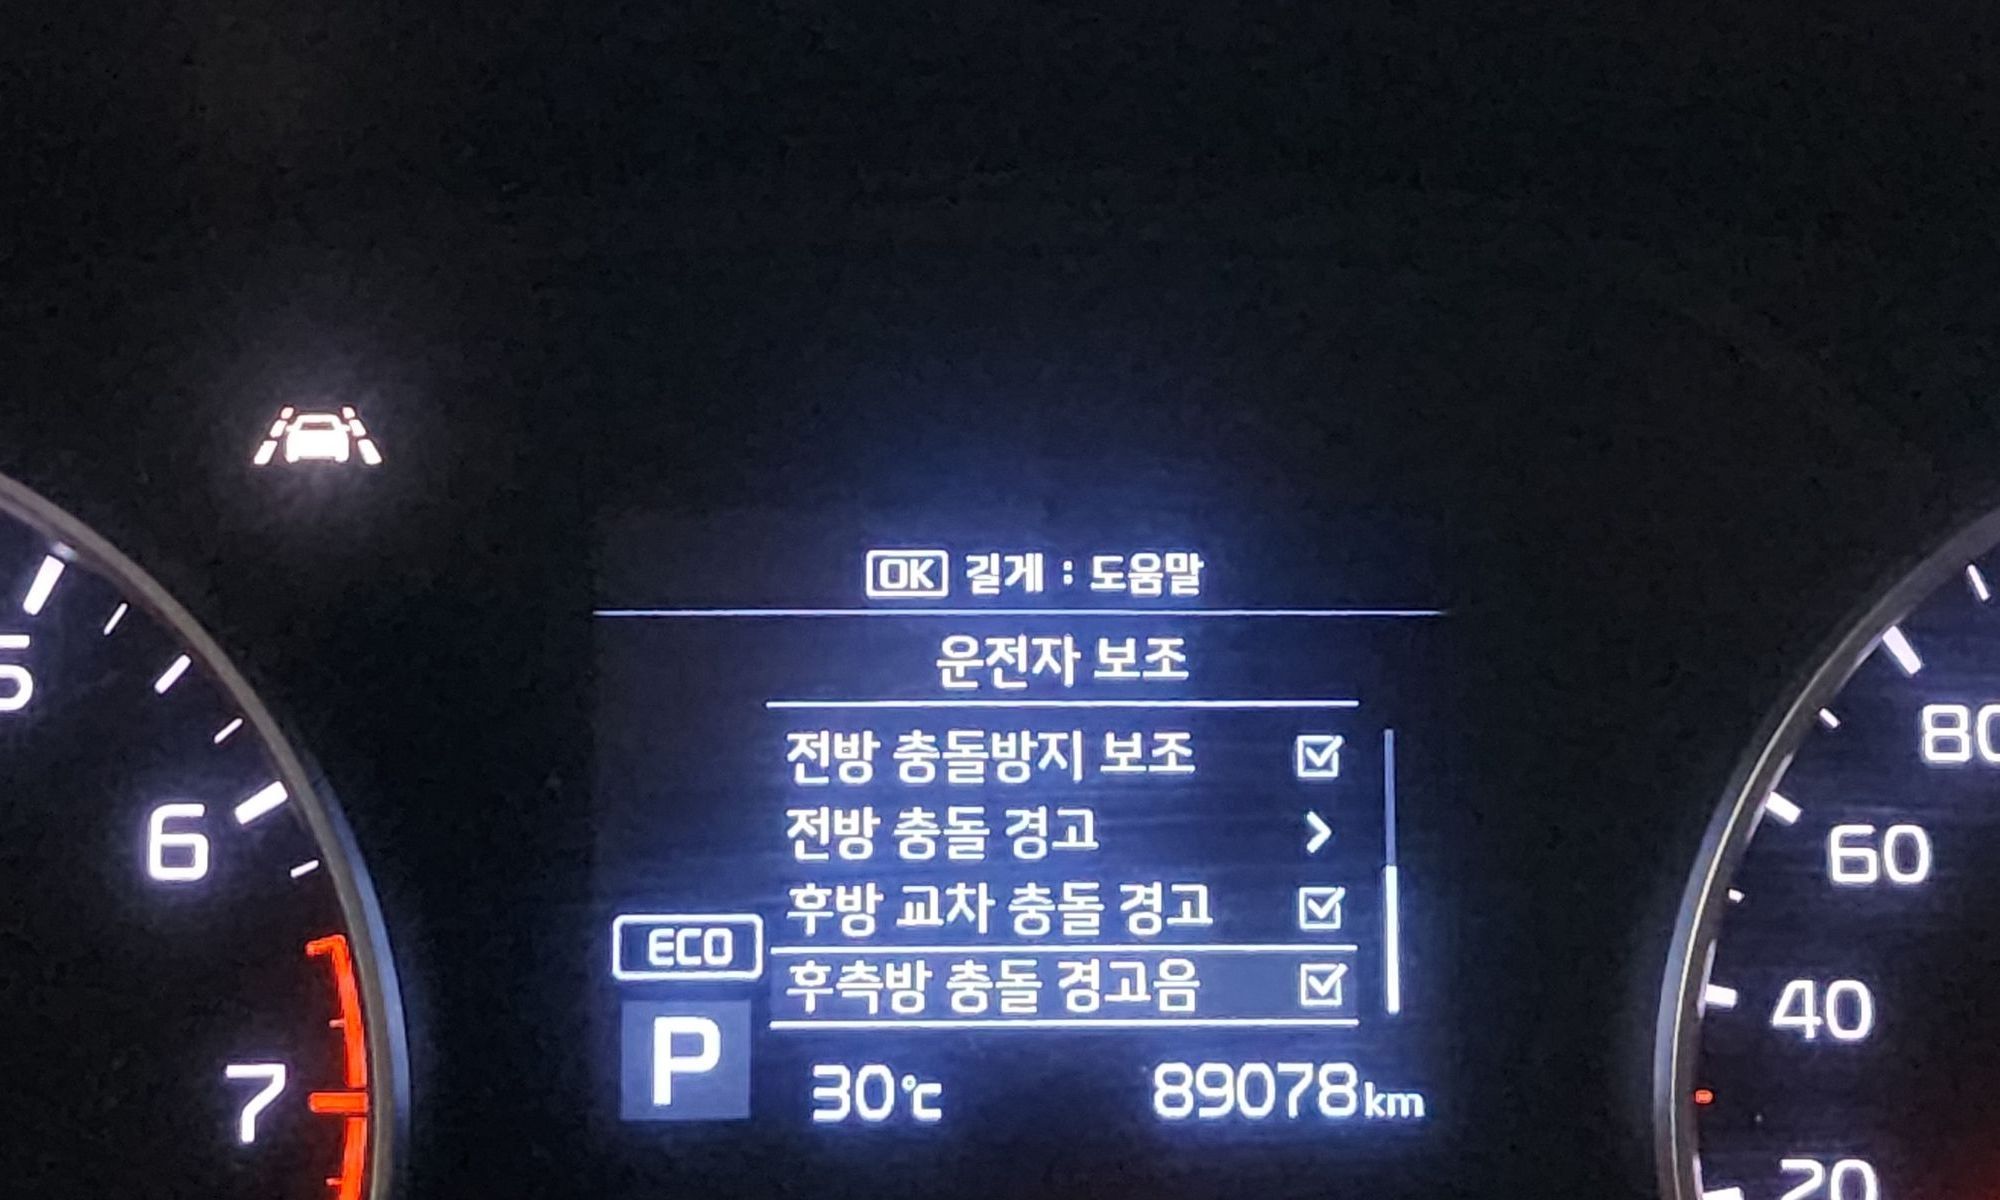 OK 길게 : 도움말
운전자 보조
전방 충돌방지 보조
전방 충돌 경고
후방 교차 충돌 경고
후측방 충돌 경고음
ECO
P
30℃ 89078km
5
6
7
80
60
40
20